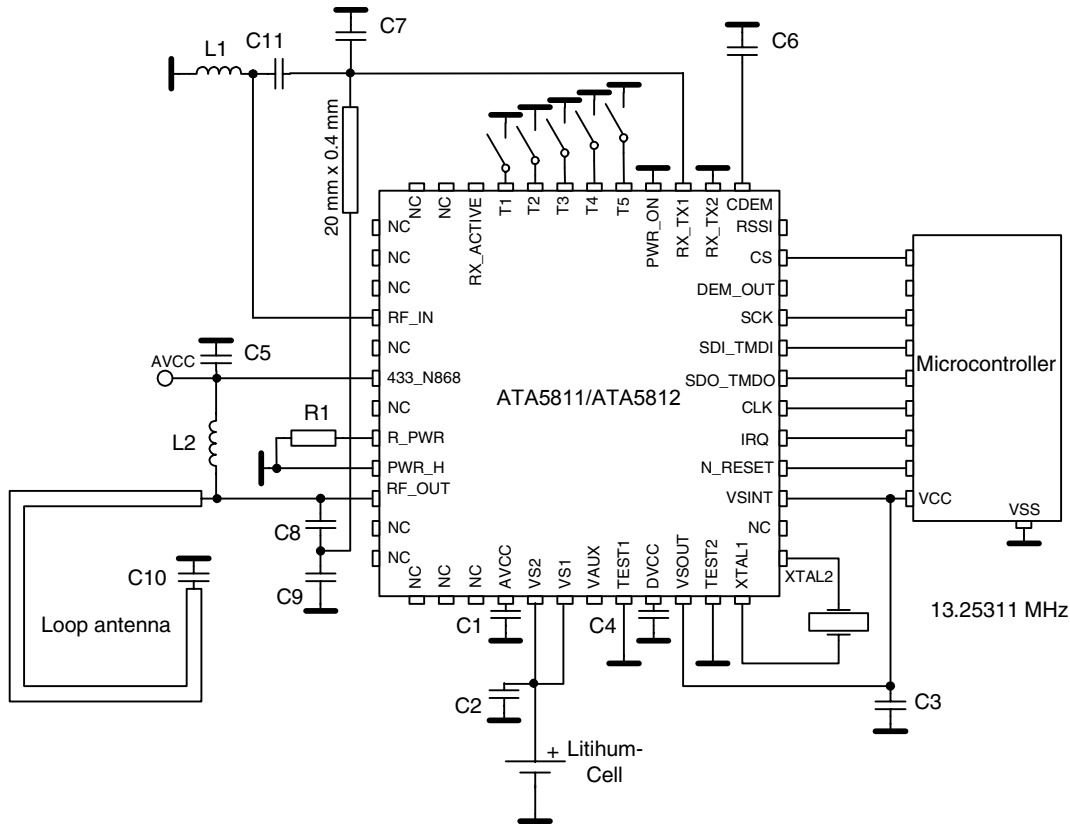 C7
C6
L1
C11
20 mm x 0.4 mm
NC
NC
RX_ACTIVE
T1
T2
T3
T4
T5
PWR_ON
RX_TX1
RX_TX2
CDEM
NC
NC
NC
RF_IN
NC
433_N868
NC
R_PWR
PWR_H
RF_OUT
NC
NC
RSSI
CS
DEM_OUT
SCK
SDI_TMDI
SDO_TMDO
CLK
IRQ
N_RESET
VSINT
NC
XTAL2
ATA5811/ATA5812
Microcontroller
VCC
VSS
AVCC
C5
L2
R1
C8
C9
C10
Loop antenna
NC
NC
NC
AVCC
VS2
VS1
VAUX
TEST1
DVCC
VSOUT
TEST2
XTAL1
13.25311 MHz
C1
C4
C2
C3
+ Litihum-
Cell